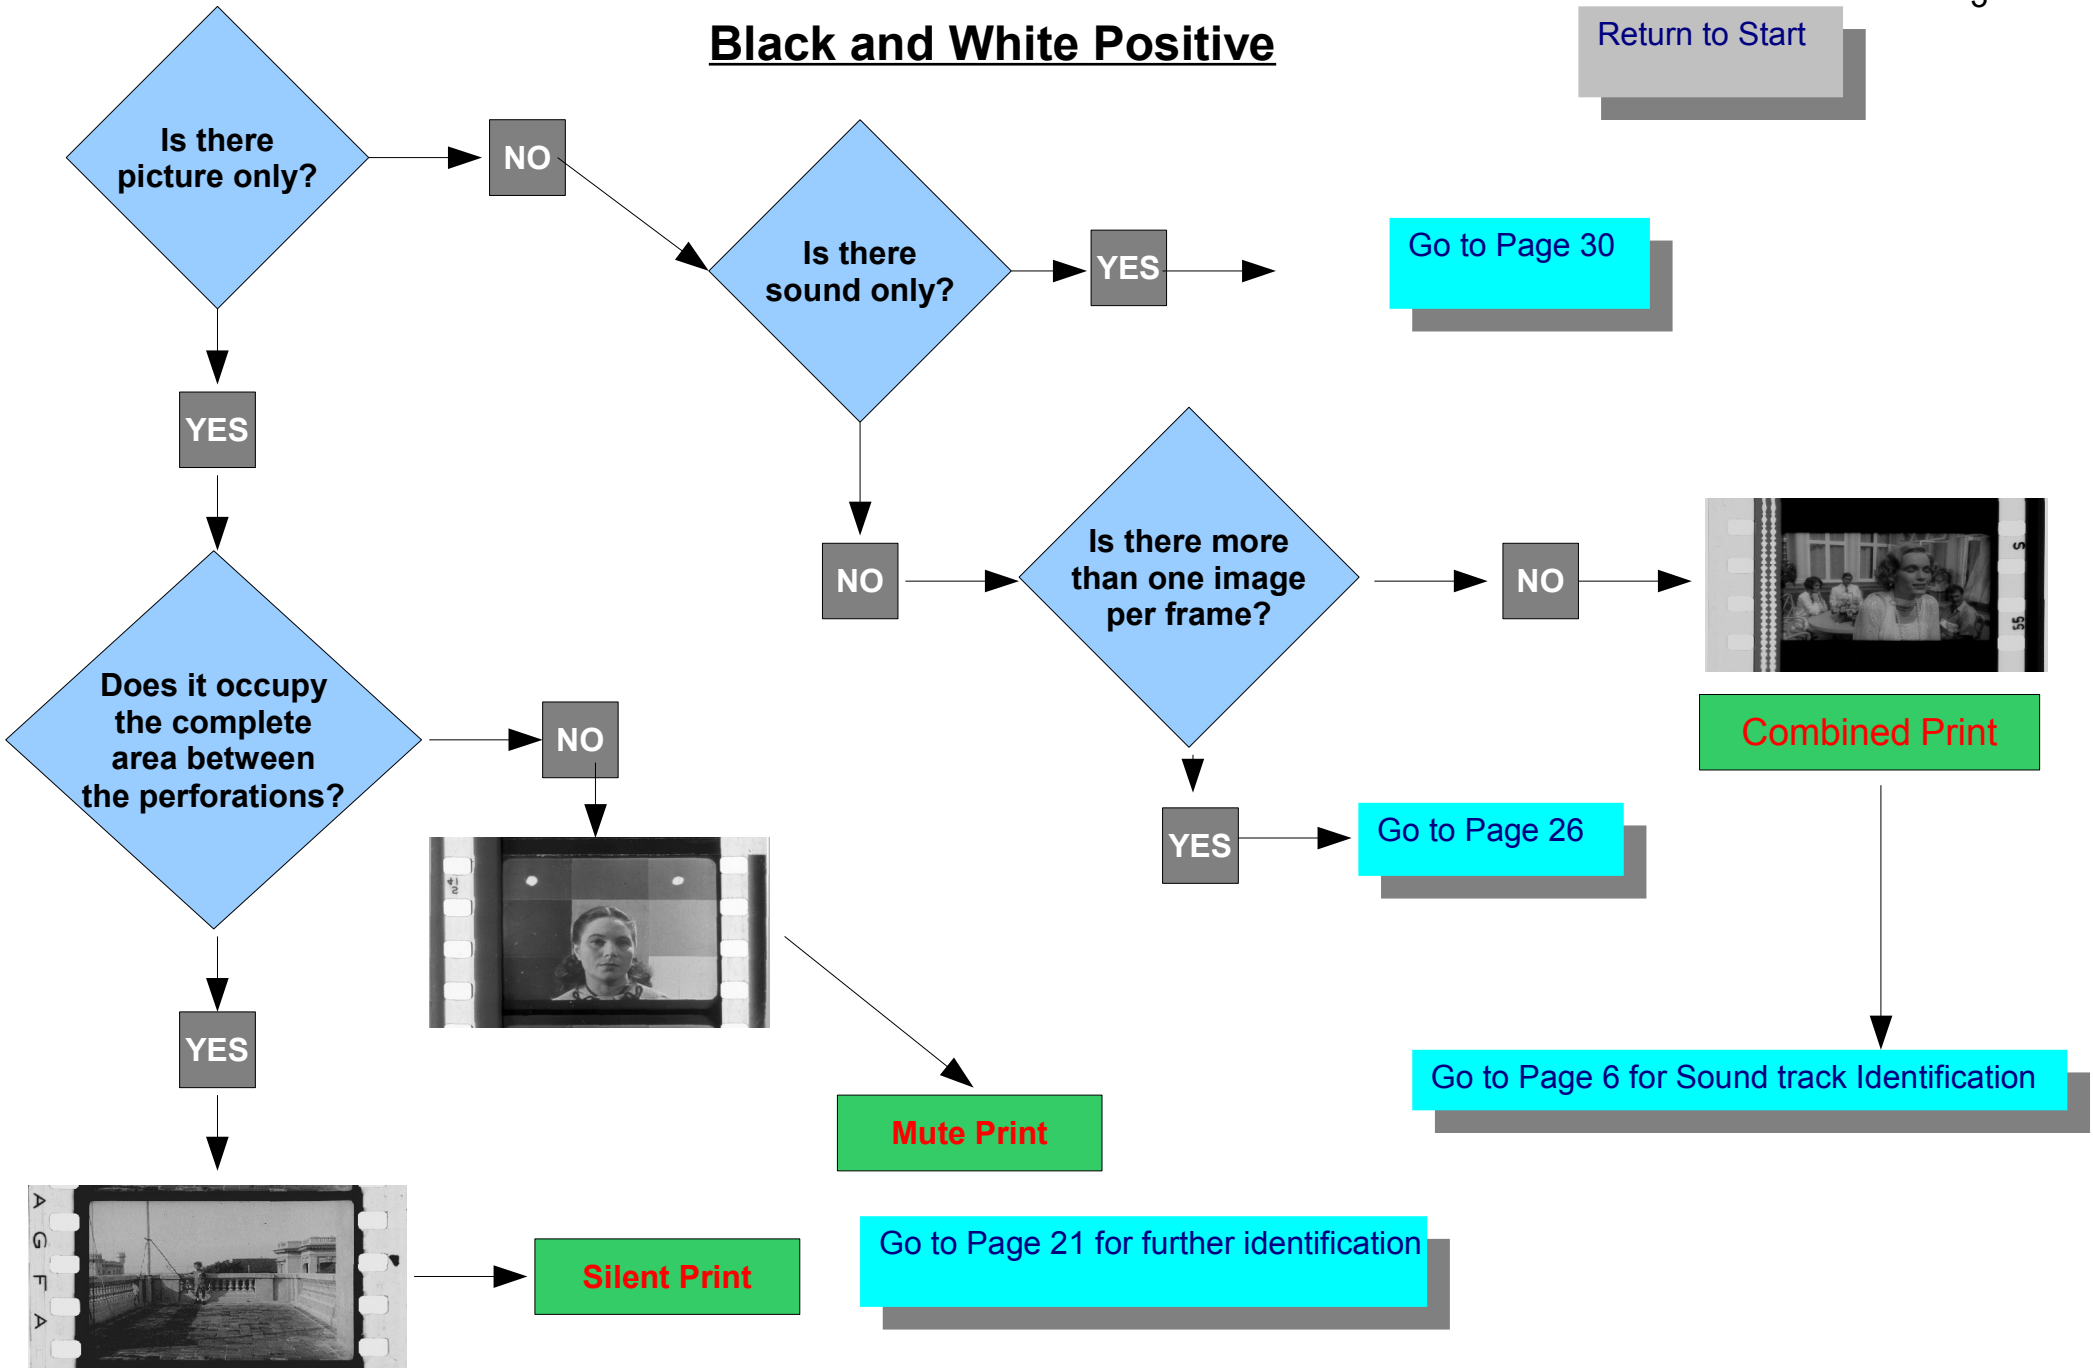 Black and White Positive
Return to Start
Is there
picture only?
NO
Is there
sound only?
YES
Go to Page 30
YES
NO
Is there more
than one image
per frame?
NO
S
55
Combined Print
Does it occupy
the complete
area between
the perforations?
NO
YES
Go to Page 26
YES
Go to Page 6 for Sound track Identification
Mute Print
AGFA
Silent Print
Go to Page 21 for further identification